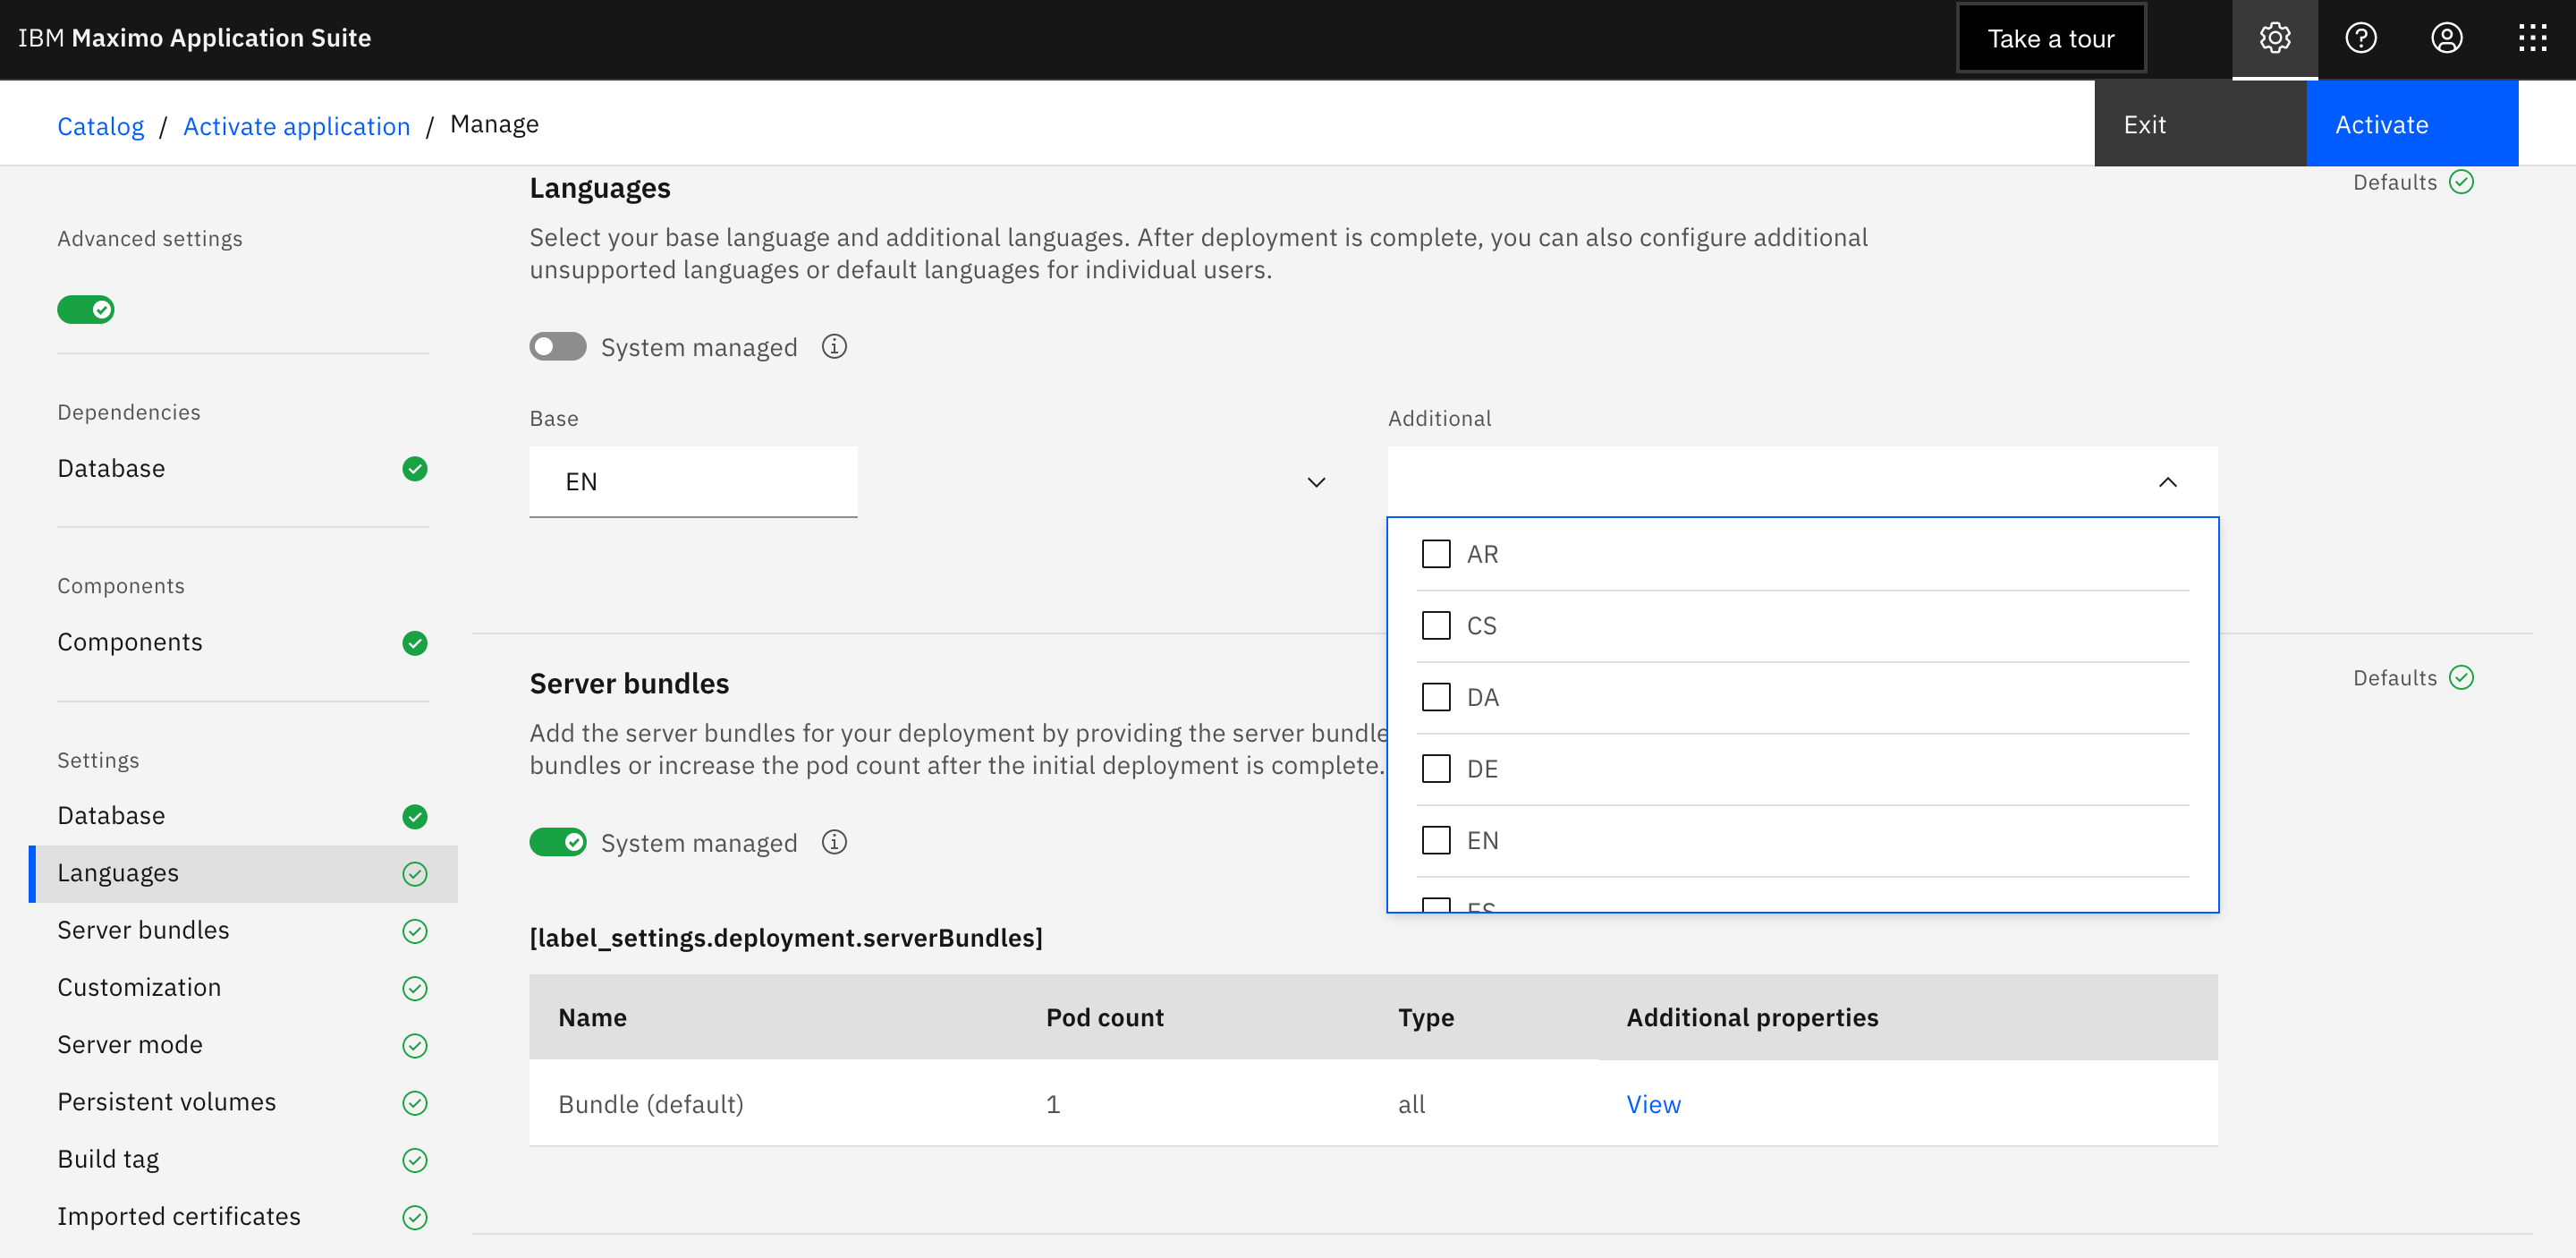 IBM Maximo Application Suite
Take a tour
Catalog / Activate application / Manage
Exit
Activate
Advanced settings
Dependencies
Database
Components
Components
Settings
Database
Languages
Server bundles
Customization
Server mode
Persistent volumes
Build tag
Imported certificates
Languages
Defaults
Select your base language and additional languages. After deployment is complete, you can also configure additional
unsupported languages or default languages for individual users.
System managed
Base
EN
Additional
AR
CS
DA
DE
EN
ES
Server bundles
Defaults
Add the server bundles for your deployment by providing the server bundle
bundles or increase the pod count after the initial deployment is complete.
System managed
[label_settings.deployment.serverBundles]
Name Pod count Type Additional properties
Bundle (default) 1 all View